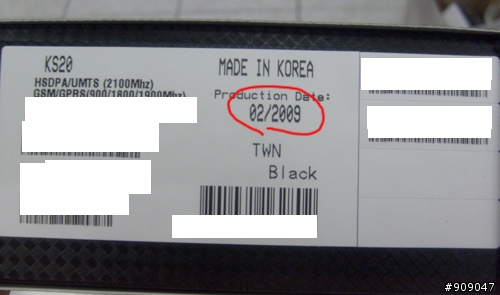 KS20
HSDPA/UMTS (2100Mhz)
GSM/GPRS/900/1800/1900Mhz)
MADE IN KOREA
Production Date:
02/2009
TWN
Black
#909047